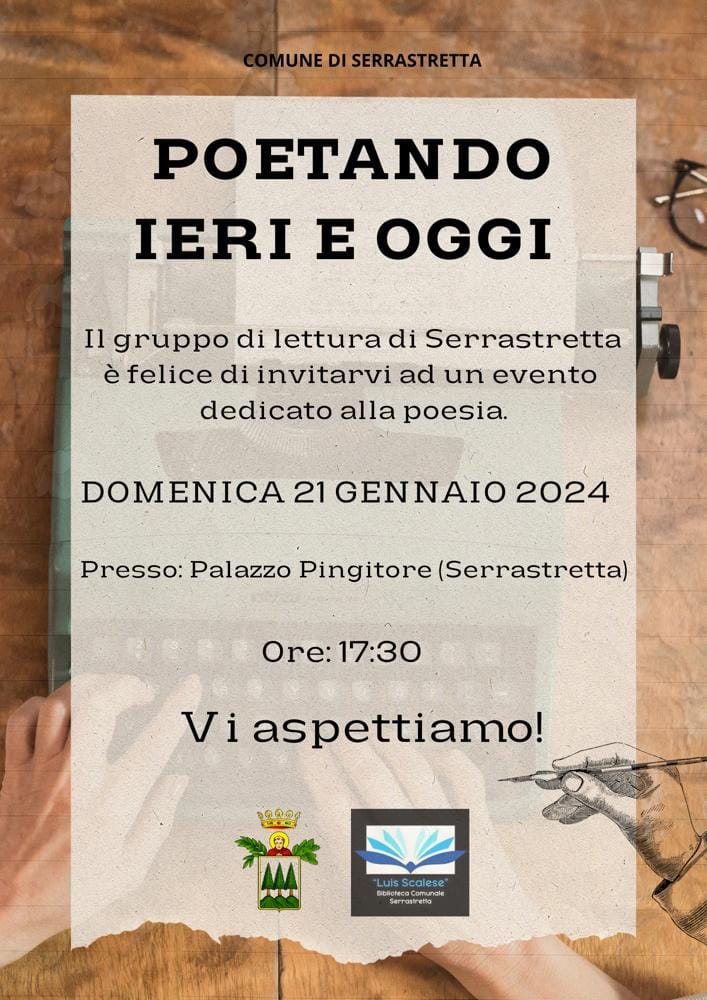 COMUNE DI SERRASTRETTA
POETANDO
IERI E OGGI
Il gruppo di lettura di Serrastretta
è felice di invitarvi ad un evento
dedicato alla poesia.
DOMENICA 21 GENNAIO 2024
Presso: Palazzo Pingitore (Serrastretta)
Ore: 17:30
Vi aspettiamo!
"Luis Scalese"
Biblioteca Comunale
Serrastretta